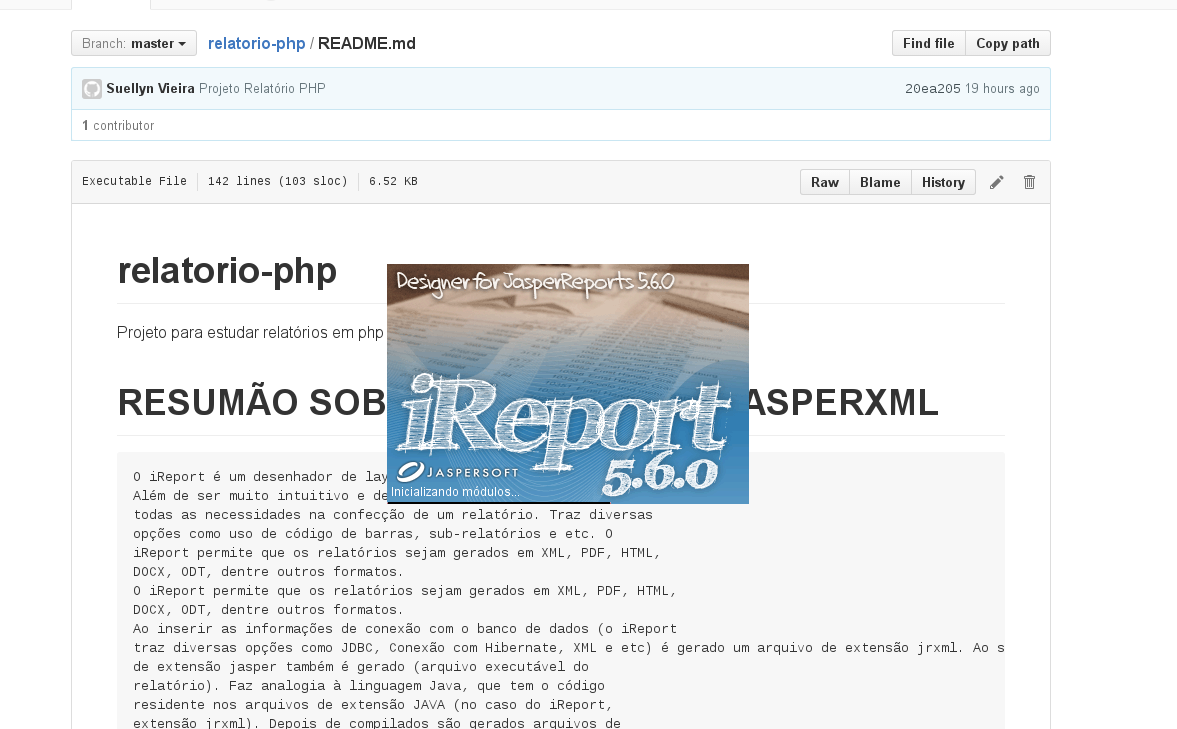 Branch: master
relatorio-php / README.md
Find file
Copy path
Suellyn Vieira Projeto Relatório PHP
20ea205 19 hours ago
1 contributor
Executable File
142 lines (103 sloc)
6.52 KB
Raw
Blame
History
relatorio-php
Projeto para estudar relatórios em php
RESUMÃO SOB
ASPERXML
Designer for JasperReports 5.6.0
iReport
5.6.0
JASPERSOFT
Inicializando módulos...
O iReport é um desenhador de lay
Além de ser muito intuitivo e de
todas as necessidades na confecção de um relatório. Traz diversas
opções como uso de código de barras, sub-relatórios e etc. O
iReport permite que os relatórios sejam gerados em XML, PDF, HTML,
DOCX, ODT, dentre outros formatos.
O iReport permite que os relatórios sejam gerados em XML, PDF, HTML,
DOCX, ODT, dentre outros formatos.
Ao inserir as informações de conexão com o banco de dados (o iReport
traz diversas opções como JDBC, Conexão com Hibernate, XML e etc) é gerado um arquivo de extensão jrxml. Ao s
de extensão jasper também é gerado (arquivo executável do
relatório). Faz analogia à linguagem Java, que tem o código
residente nos arquivos de extensão JAVA (no caso do iReport,
extensão jrxml). Depois de compilados são gerados arquivos de